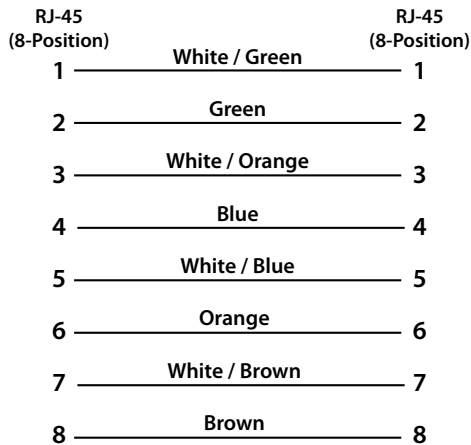 RJ-45 RJ-45
(8-Position) (8-Position)
1 White / Green 1
2 Green 2
3 White / Orange 3
4 Blue 4
5 White / Blue 5
6 Orange 6
7 White / Brown 7
8 Brown 8